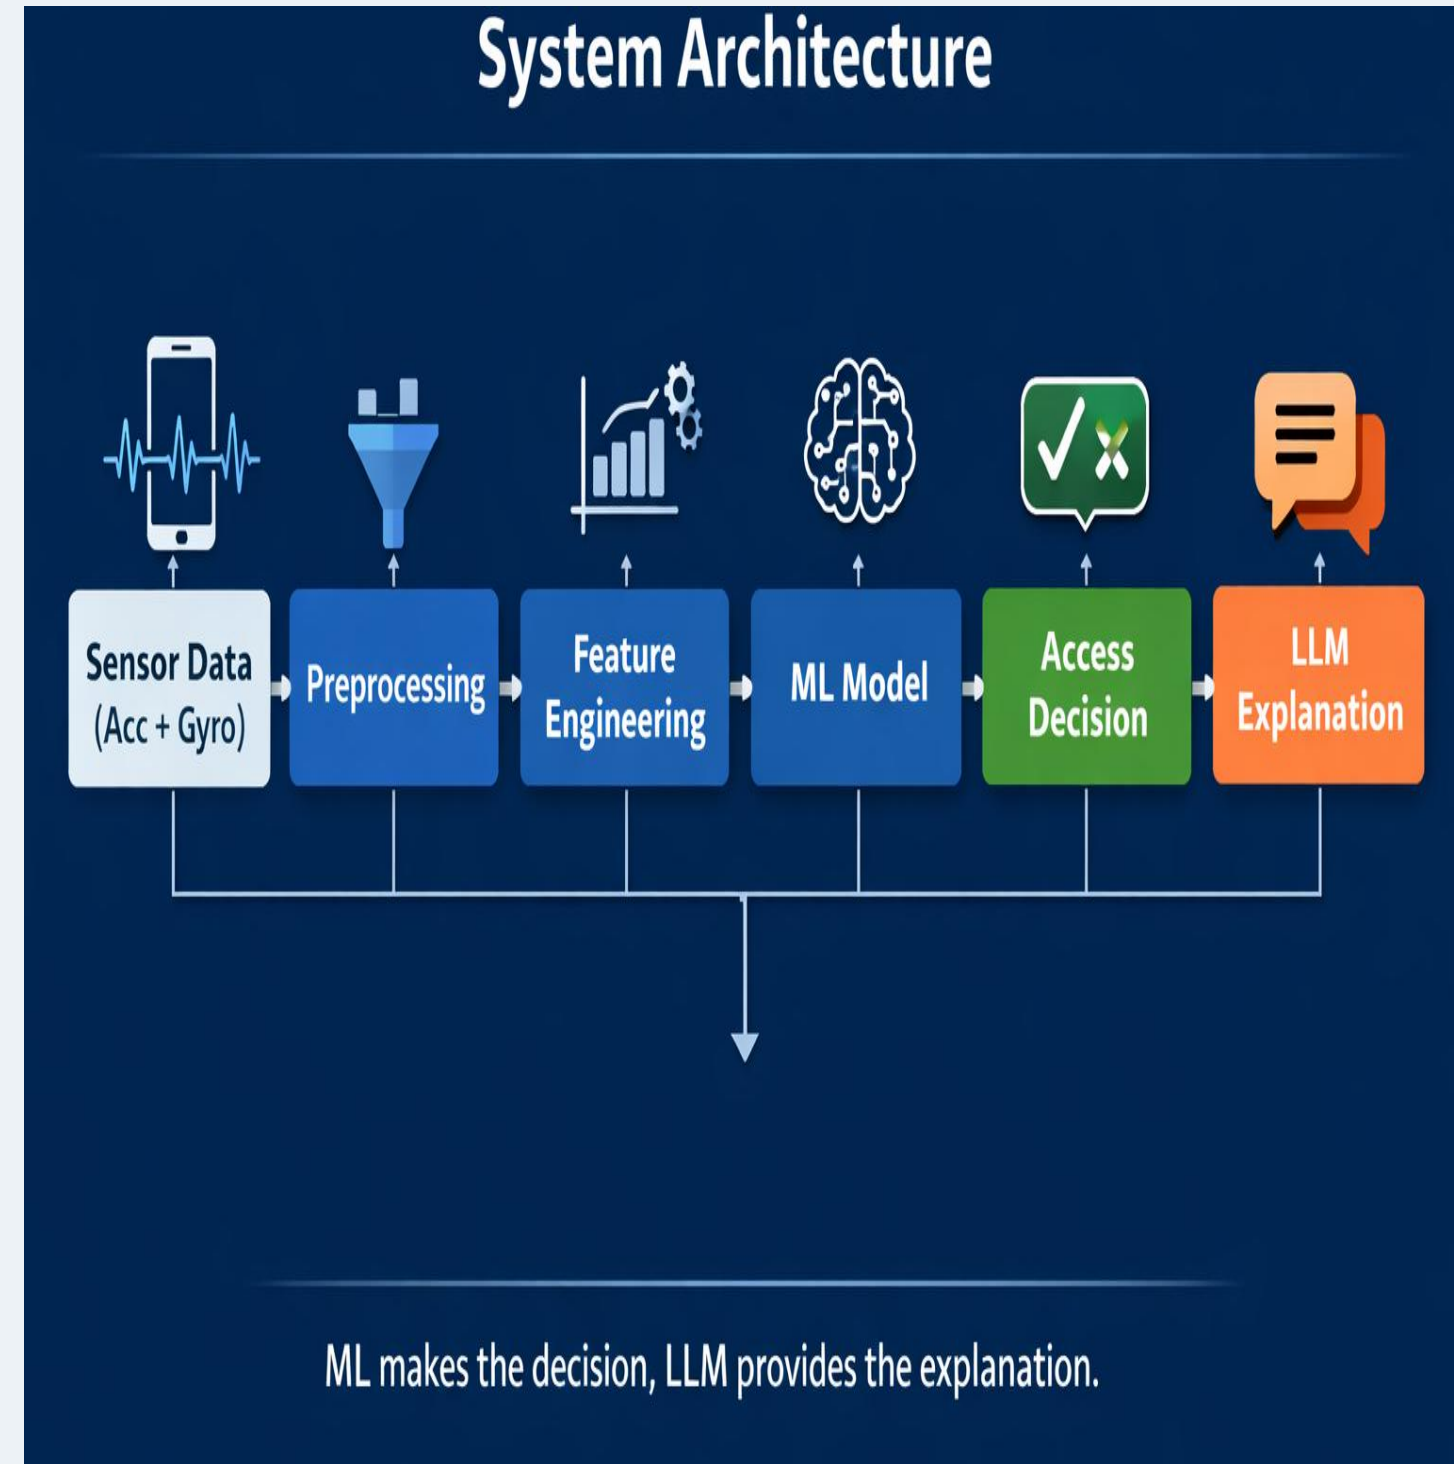 System Architecture
Sensor Data
(Acc + Gyro)
Preprocessing
Feature
Engineering
ML Model
Access
Decision
LLM
Explanation
ML makes the decision, LLM provides the explanation.